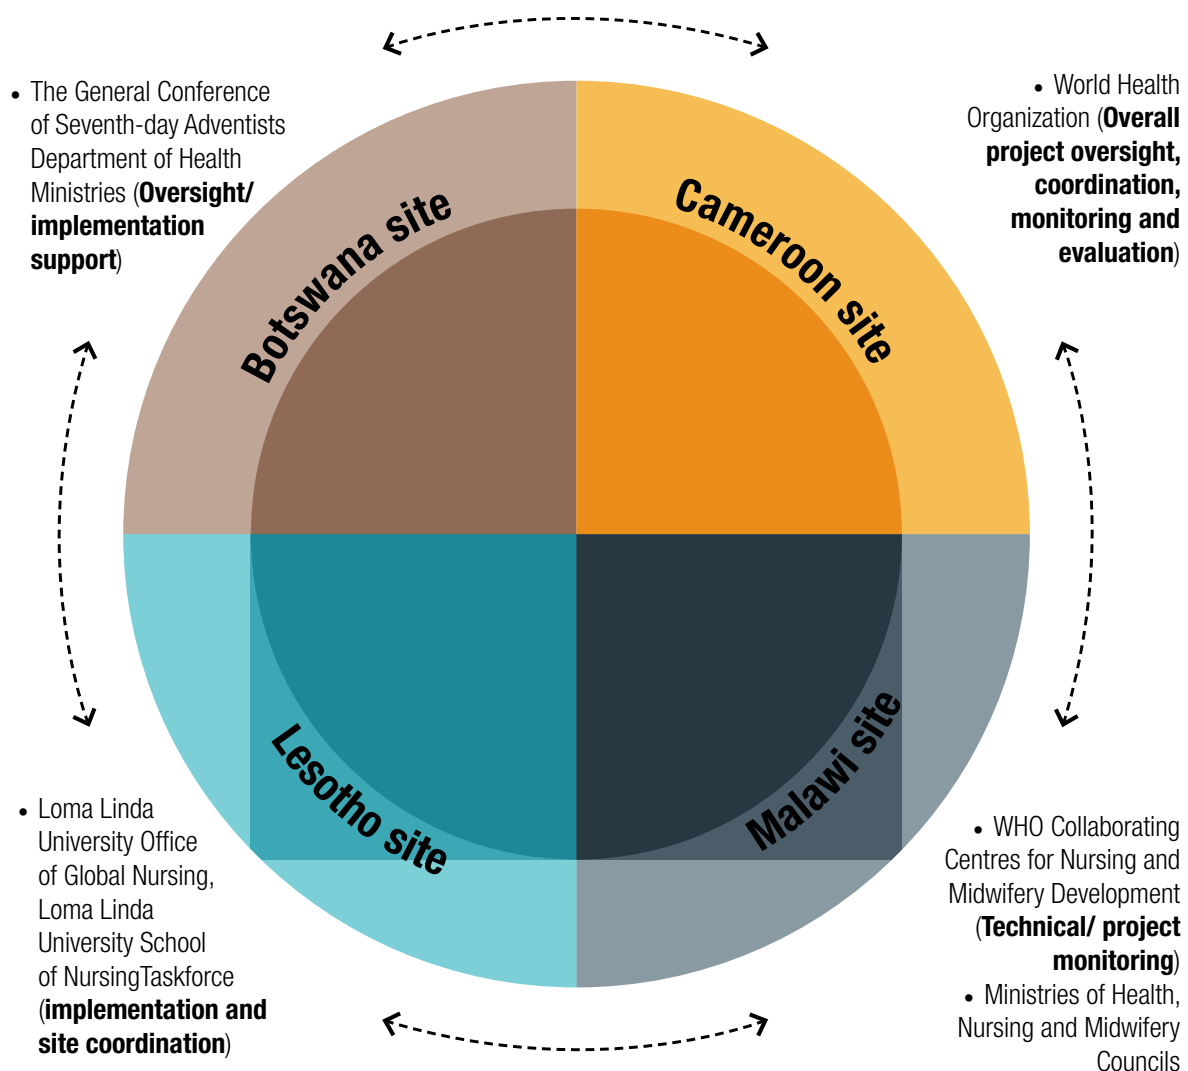 • The General Conference
of Seventh-day Adventists
Department of Health
Ministries (Oversight/
implementation
support)
• World Health
Organization (Overall
project oversight,
coordination,
monitoring and
evaluation)
Botswana site
Cameroon site
Lesotho site
Malawi site
• Loma Linda
University Office
of Global Nursing,
Loma Linda
University School
of NursingTaskforce
(implementation and
site coordination)
• WHO Collaborating
Centres for Nursing and
Midwifery Development
(Technical/ project
monitoring)
• Ministries of Health,
Nursing and Midwifery
Councils